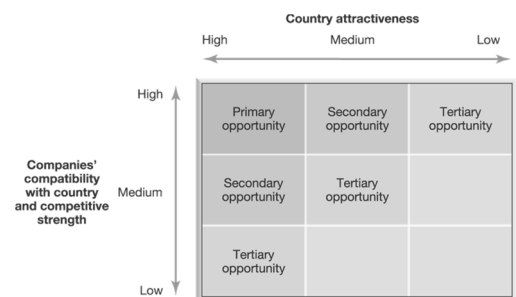 Country attractiveness
High Medium Low
High
Primary
opportunity
Secondary
opportunity
Tertiary
opportunity
Companies'
compatibility
with country
and competitive
strength
Medium
Secondary
opportunity
Tertiary
opportunity
Tertiary
opportunity
Low